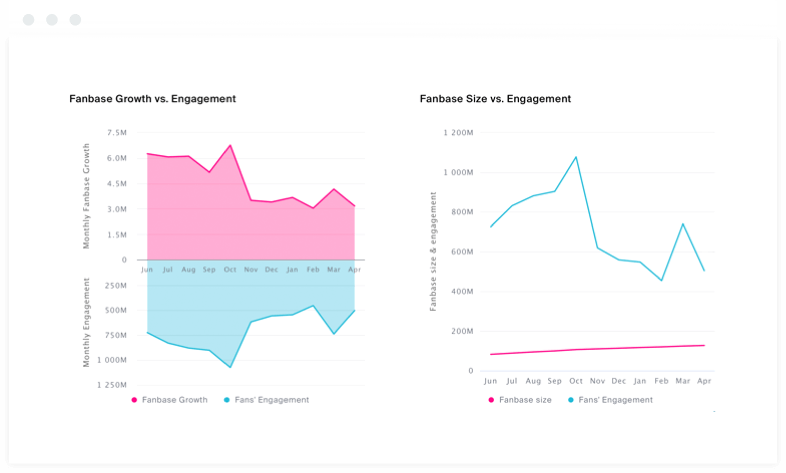 Fanbase Growth vs. Engagement
7.5M
6.0M
4.5M
3.0M
1.5M
0
Monthly Fanbase Growth
Jun Jul Aug Sep Oct Nov Dec Jan Feb Mar Apr
250M
500M
750M
1 000M
1 250M
Monthly Engagement
Fanbase Growth Fans' Engagement
Fanbase Size vs. Engagement
1 200M
1 000M
800M
600M
400M
200M
0
Fanbase size & engagement
Jun Jul Aug Sep Oct Nov Dec Jan Feb Mar Apr
Fanbase size Fans' Engagement